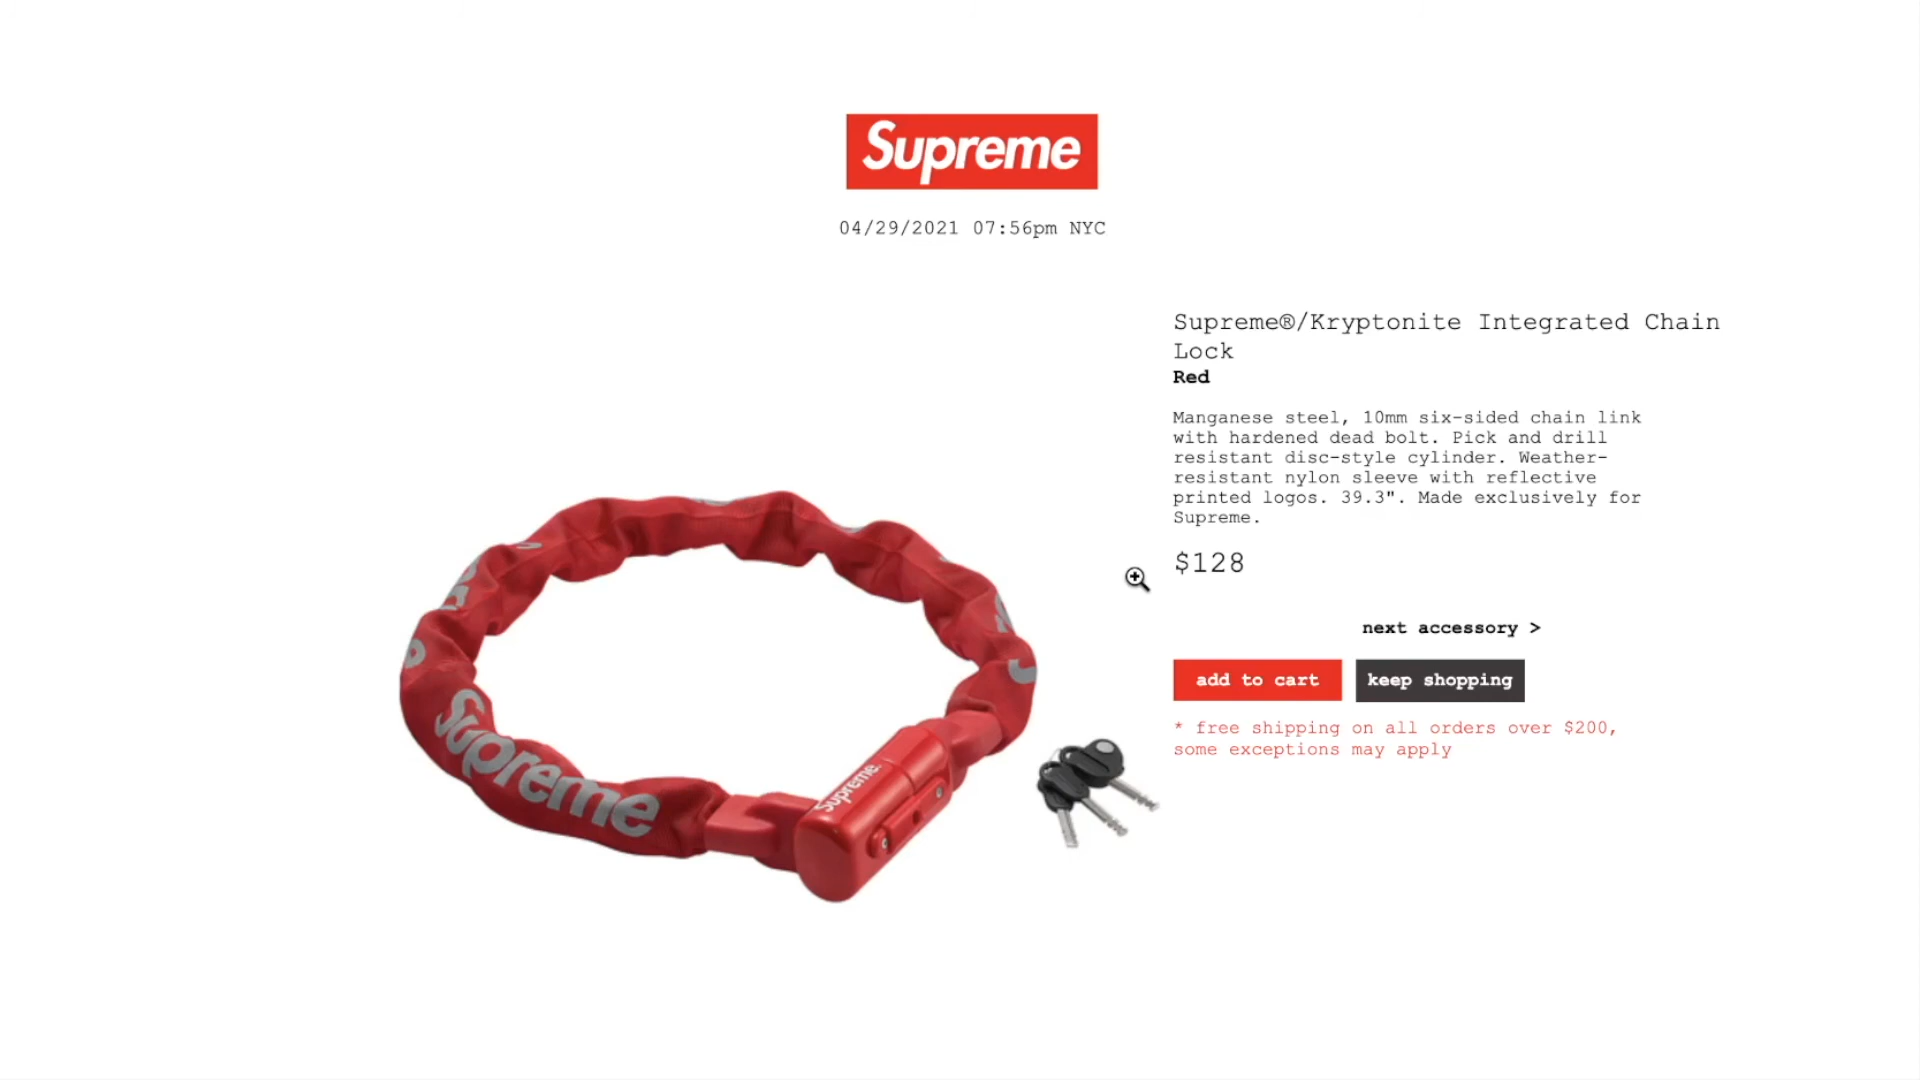 Supreme
04/29/2021 07:56pm NYC
Supreme®/Kryptonite Integrated Chain
Lock
Red
Manganese steel, 10mm six-sided chain link
with hardened dead bolt. Pick and drill
resistant disc-style cylinder. Weather-
resistant nylon sleeve with reflective
printed logos. 39.3". Made exclusively for
Supreme.
$128
next accessory >
add to cart keep shopping
* free shipping on all orders over $200,
some exceptions may apply
Supreme
Supreme.